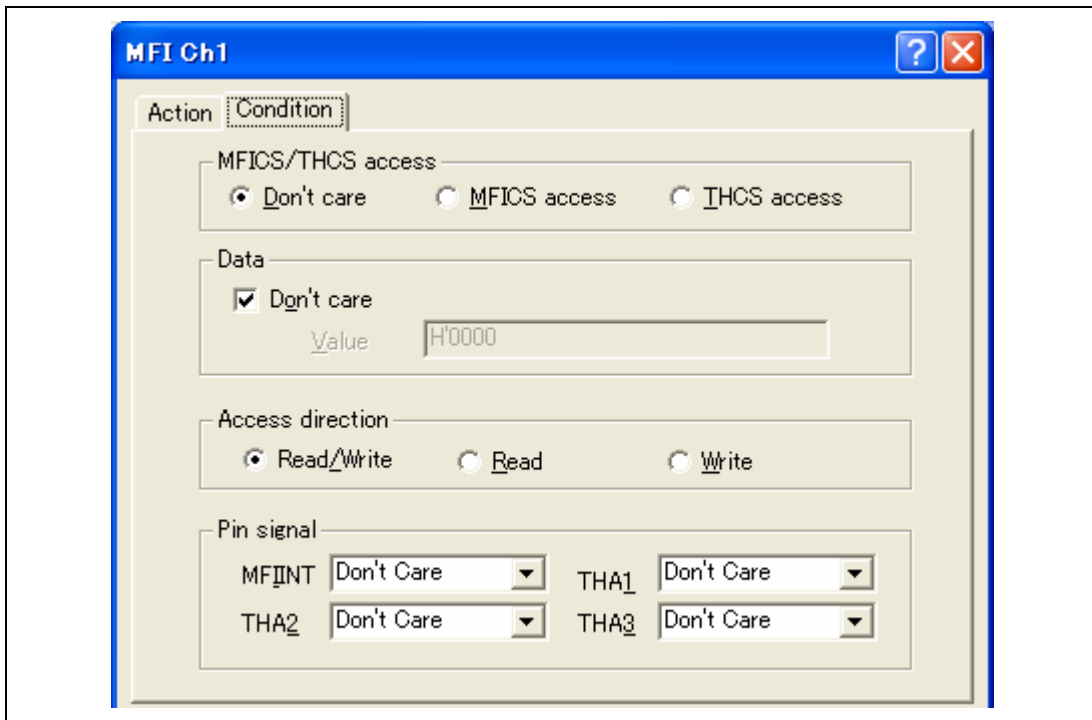 MFI Ch1
Action Condition
MFICS/THCS access
Don't care MFICS access THCS access
Data
Don't care
Value H'0000
Access direction
Read/Write Read Write
Pin signal
MFIINT Don't Care THA1 Don't Care
THA2 Don't Care THA3 Don't Care